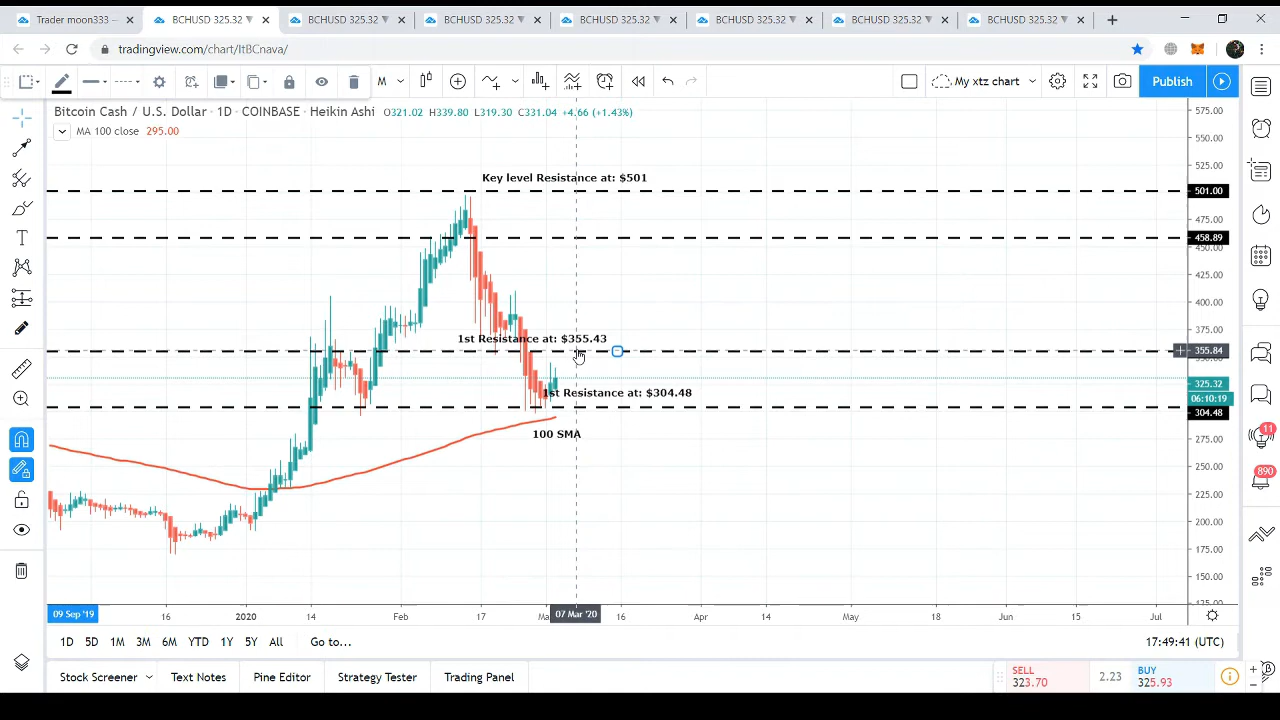 Trader moon333 —
BCHUSD 325.32
BCHUSD 325.32
BCHUSD 325.32
BCHUSD 325.32
BCHUSD 325.32
BCHUSD 325.32
BCHUSD 325.32
tradingview.com/chart/ItBCnava/
M
My xtz chart
Publish
Bitcoin Cash / U.S. Dollar · 1D · COINBASE · Heikin Ashi O321.02 H339.80 L319.30 C331.04 +4.66 (+1.43%)
MA 100 close 295.00
575.00
550.00
525.00
Key level Resistance at: $501
501.00
475.00
458.89
450.00
425.00
400.00
375.00
1st Resistance at: $355.43
355.84
325.32
06:10:19
1st Resistance at: $304.48
304.48
100 SMA
275.00
250.00
225.00
200.00
175.00
150.00
125.00
11
890
09 Sep '19
16
2020
14
Feb
17
Ma
07 Mar '20
16
Apr
14
May
18
Jun
15
Jul
1D 5D 1M 3M 6M YTD 1Y 5Y All Go to...
17:49:41 (UTC)
Stock Screener Text Notes Pine Editor Strategy Tester Trading Panel
SELL
323.70
2.23
BUY
325.93